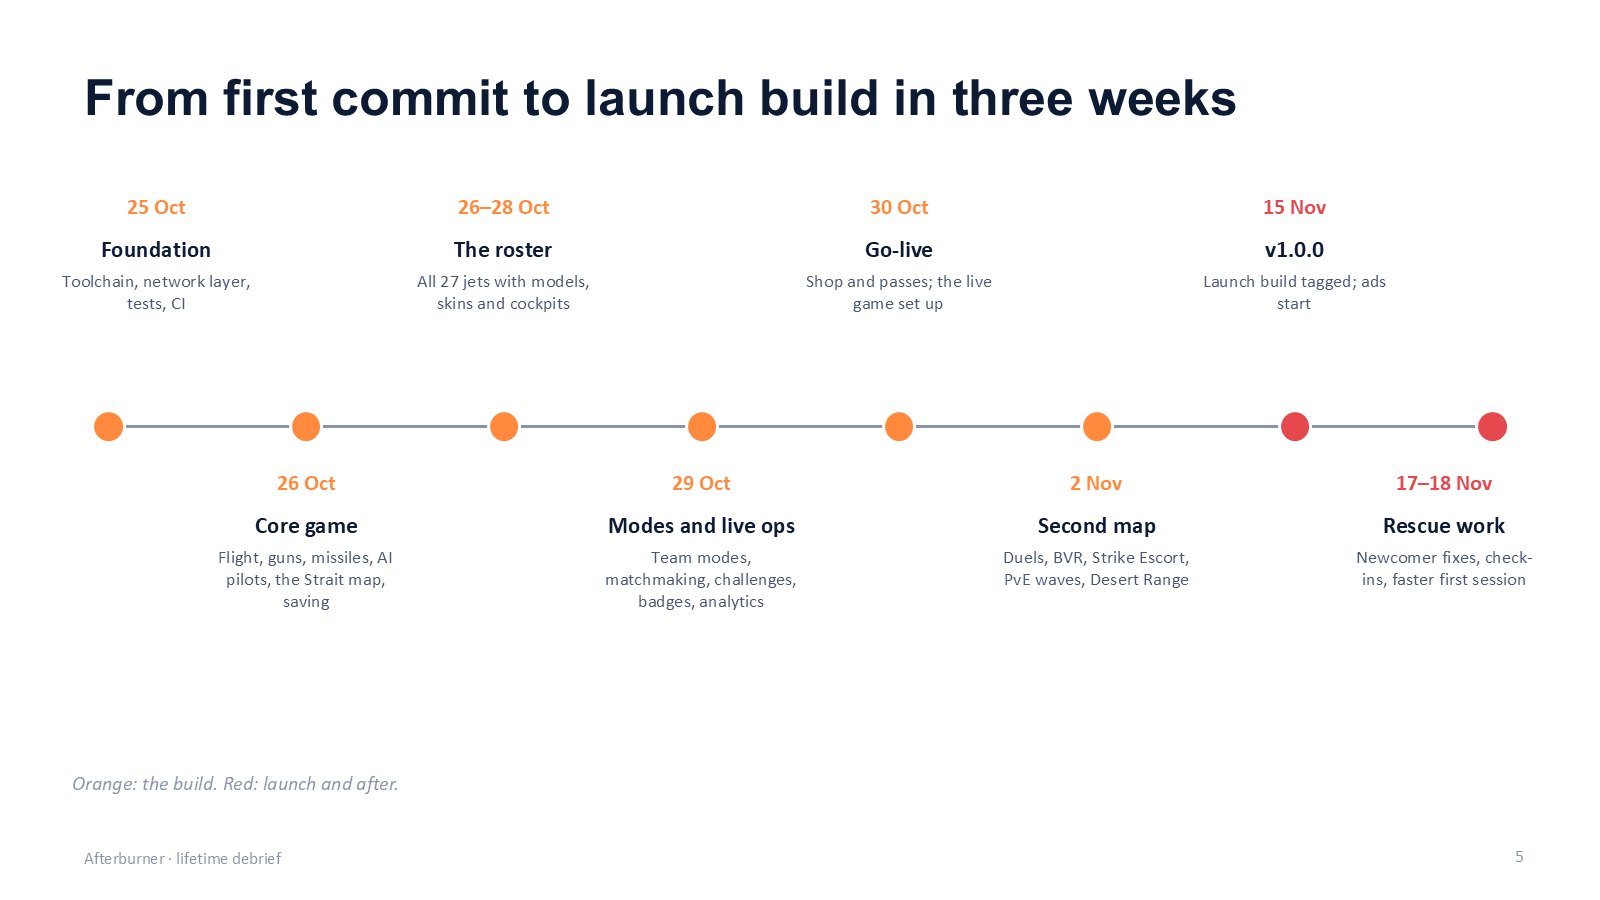 From first commit to launch build in three weeks
25 Oct
Foundation
Toolchain, network layer,
tests, CI
26–28 Oct
The roster
All 27 jets with models,
skins and cockpits
30 Oct
Go-live
Shop and passes; the live
game set up
15 Nov
v1.0.0
Launch build tagged; ads
start
26 Oct
Core game
Flight, guns, missiles, AI
pilots, the Strait map,
saving
29 Oct
Modes and live ops
Team modes,
matchmaking, challenges,
badges, analytics
2 Nov
Second map
Duels, BVR, Strike Escort,
PvE waves, Desert Range
17–18 Nov
Rescue work
Newcomer fixes, check-
ins, faster first session
Orange: the build. Red: launch and after.
Afterburner · lifetime debrief
5